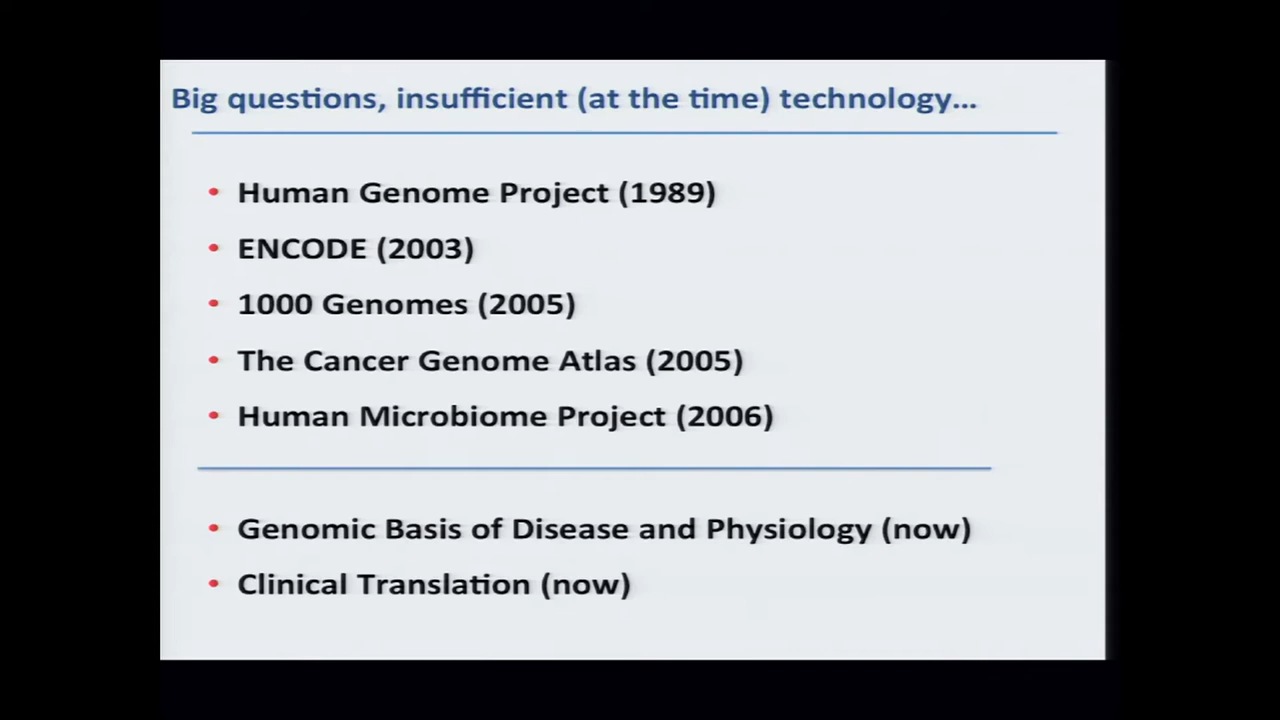 Big questions, insufficient (at the time) technology...
• Human Genome Project (1989)
• ENCODE (2003)
• 1000 Genomes (2005)
• The Cancer Genome Atlas (2005)
• Human Microbiome Project (2006)
• Genomic Basis of Disease and Physiology (now)
• Clinical Translation (now)